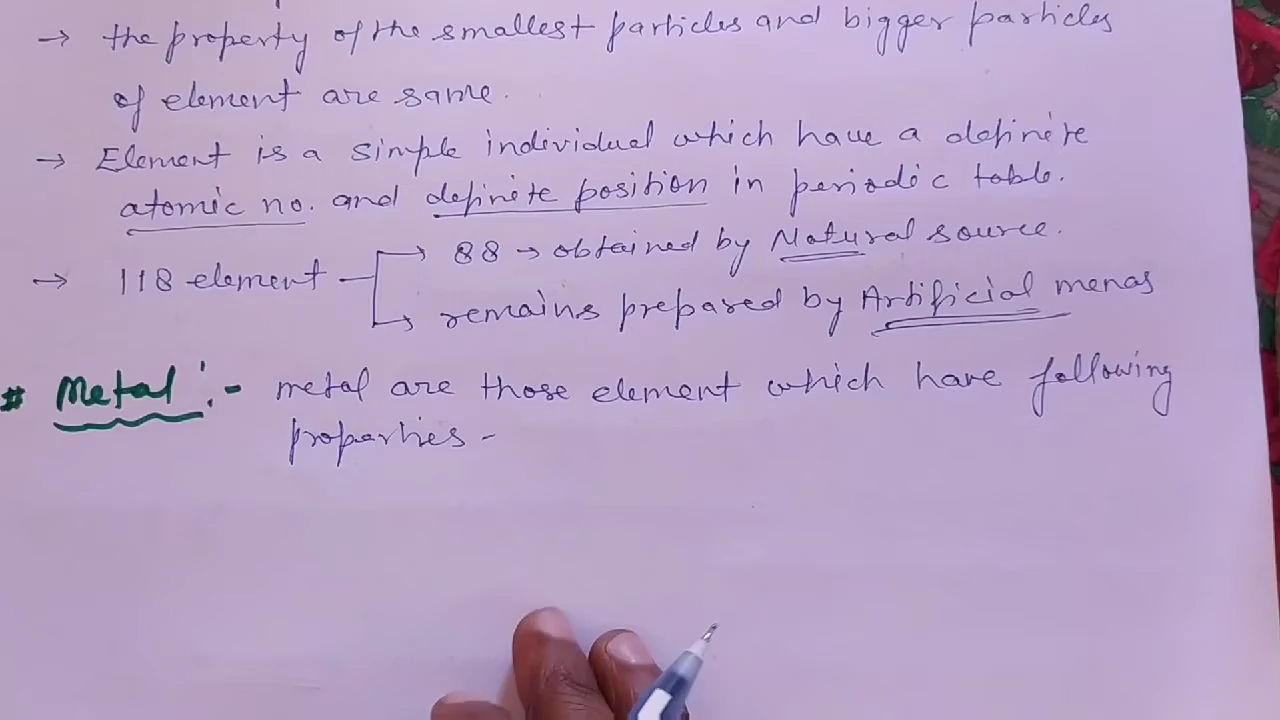 → the property of the smallest particles and bigger particles
of element are same.
→ Element is a simple individual which have a definite
atomic no. and definite position in periodic table.
→ 118 element → 88 → obtained by Natural source.
→ remains prepared by Artificial menas
# Metal :- metal are those element which have following
properties -